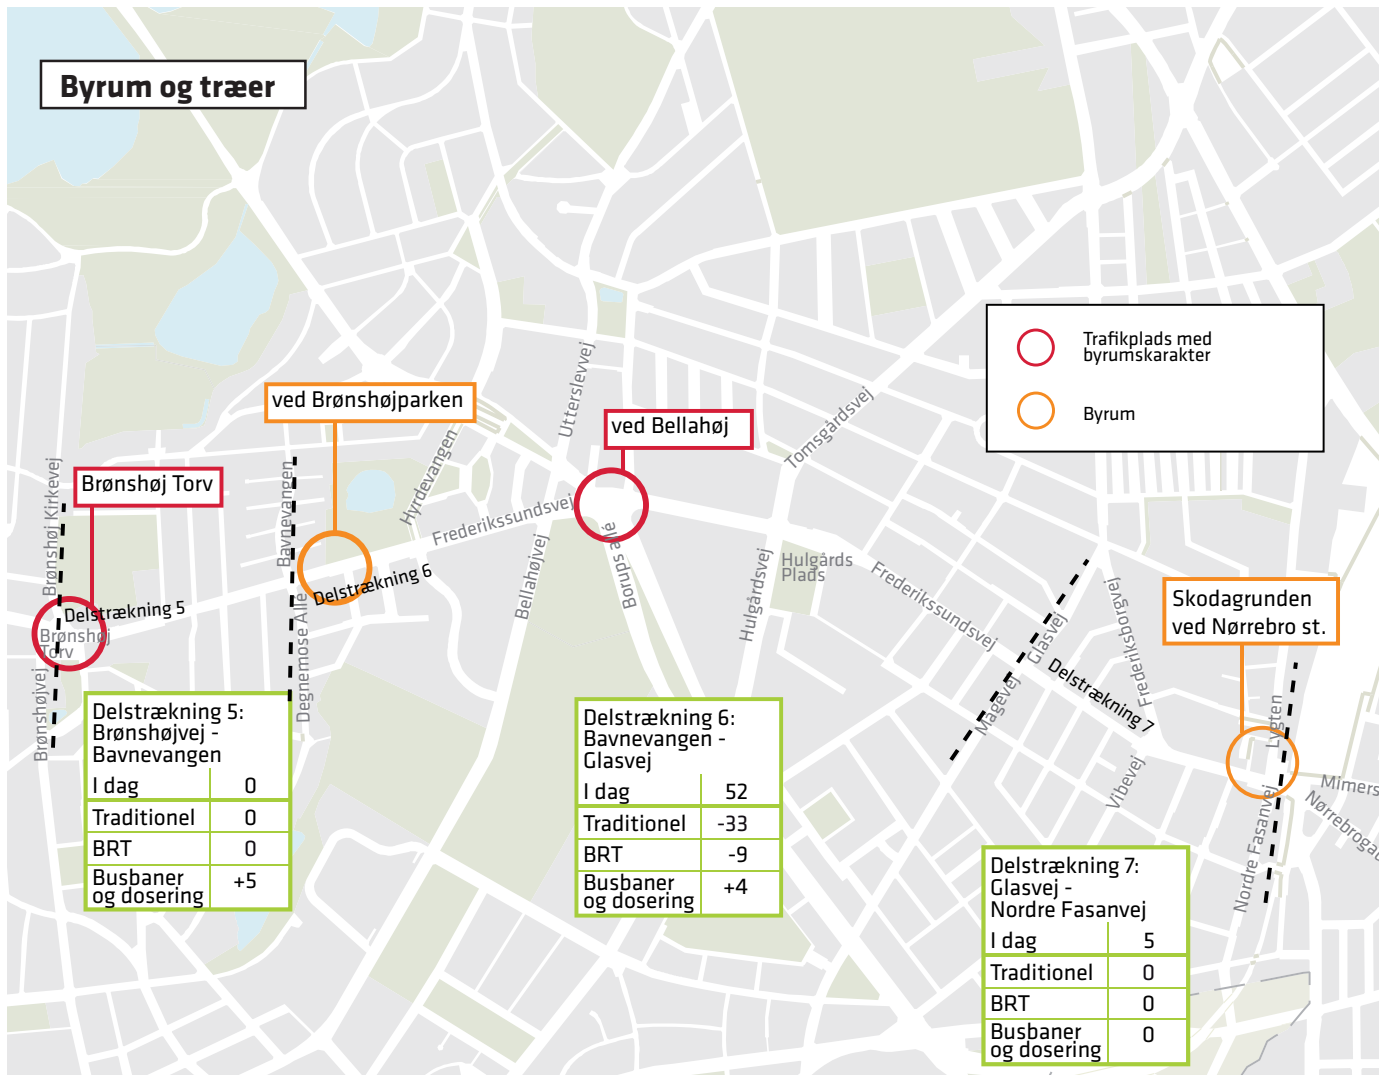 Byrum og træer
Trafikplads med
byrumskarakter
Byrum
ved Brønshøjparken
ved Bellahøj
Brønshøj Torv
Skodagrunden
ved Nørrebro st.
Utterslevvej
Tomsgårdsvej
Hyrdevangen
Bavnevangen
Brønshøj Kirkevej
Frederikssundsvej
Borups allé
Bellahøjvej
Hulgårdsvej
Hulgårds
Plads
Frederikssundsvej
Delstrækning 6
Delstrækning 5
Brønshøj
Torv
Brønshøjvej
Degnemose Alle
Glasvej
Mågevej
Frederiksborgvej
Delstrækning 7
Vibevej
Lygten
Nordre Fasanvej
Mimers
Nørrebrogad
Delstrækning 5:
Brønshøjvej -
Bavnevangen
I dag 0
Traditionel 0
BRT 0
Busbaner
og dosering +5
Delstrækning 6:
Bavnevangen -
Glasvej
I dag 52
Traditionel -33
BRT -9
Busbaner
og dosering +4
Delstrækning 7:
Glasvej -
Nordre Fasanvej
I dag 5
Traditionel 0
BRT 0
Busbaner
og dosering 0